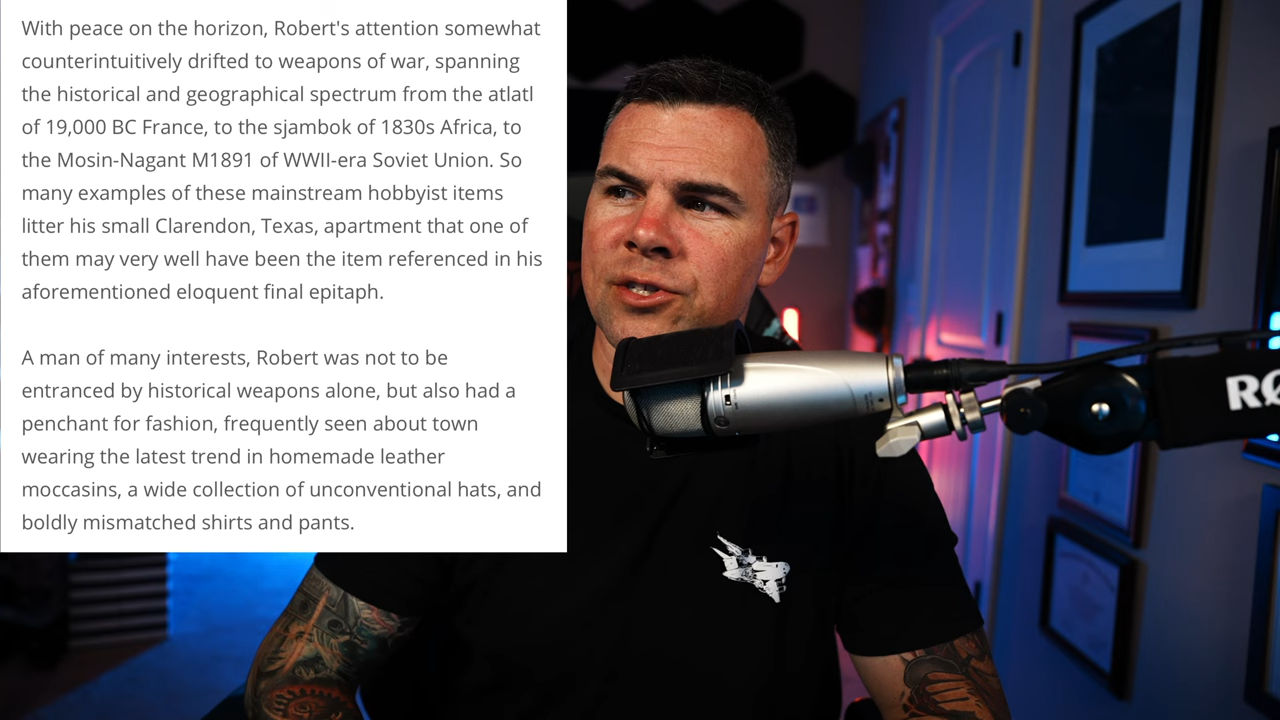 With peace on the horizon, Robert's attention somewhat
counterintuitively drifted to weapons of war, spanning
the historical and geographical spectrum from the atlatl
of 19,000 BC France, to the sjambok of 1830s Africa, to
the Mosin-Nagant M1891 of WWII-era Soviet Union. So
many examples of these mainstream hobbyist items
litter his small Clarendon, Texas, apartment that one of
them may very well have been the item referenced in his
aforementioned eloquent final epitaph.
A man of many interests, Robert was not to be
entranced by historical weapons alone, but also had a
penchant for fashion, frequently seen about town
wearing the latest trend in homemade leather
moccasins, a wide collection of unconventional hats, and
boldly mismatched shirts and pants.